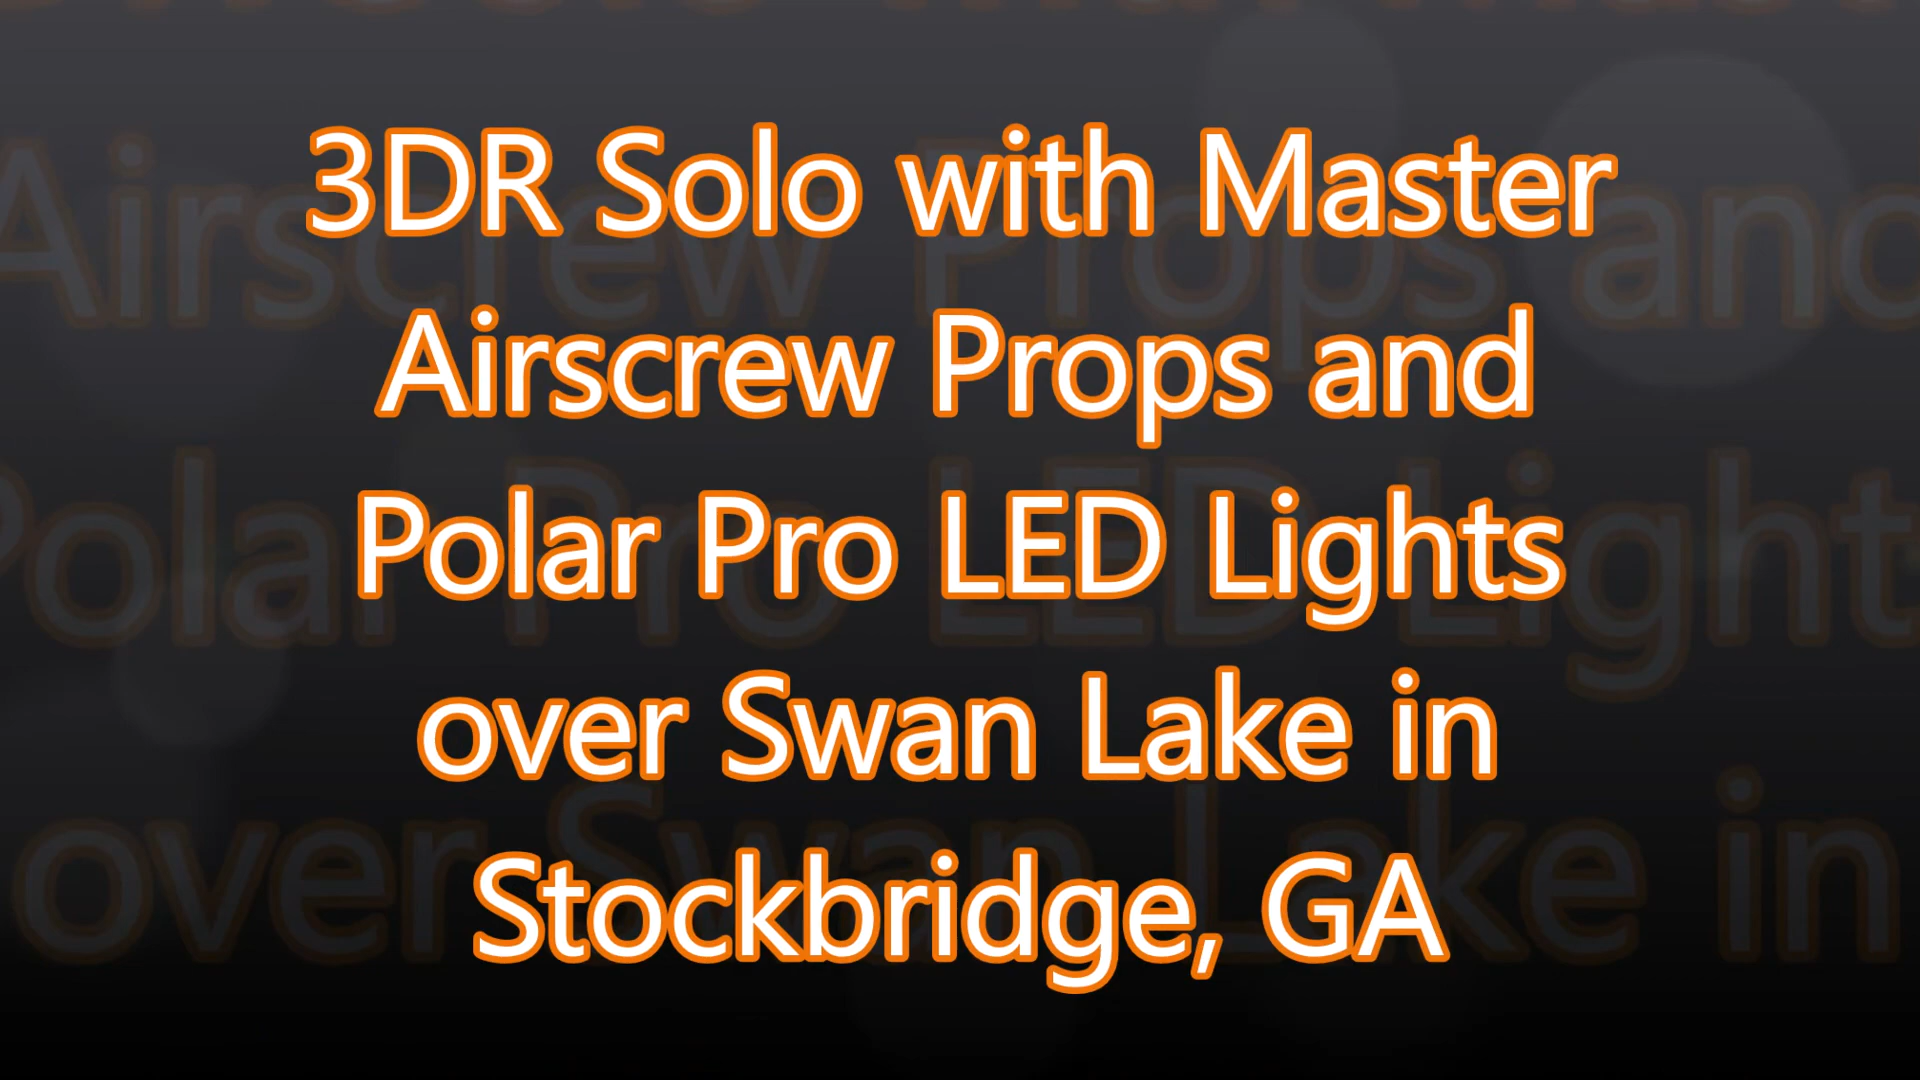 3DR Solo with Master
Airscrew Props and
Polar Pro LED Lights
over Swan Lake in
Stockbridge, GA